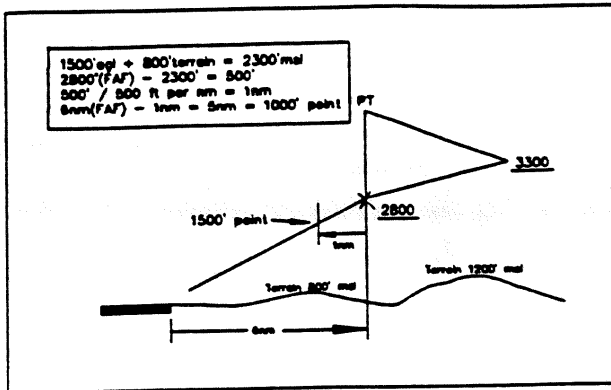 1500'agl + 800'terrain = 2300'msl
2800'(FAF) - 2300' = 500'
500' / 500 ft per nm = 1nm
6nm(FAF) - 1nm = 5nm = 1000' point
PT
3300
2800
1500' point
1nm
Terrain 800' msl
Terrain 1200' msl
6nm